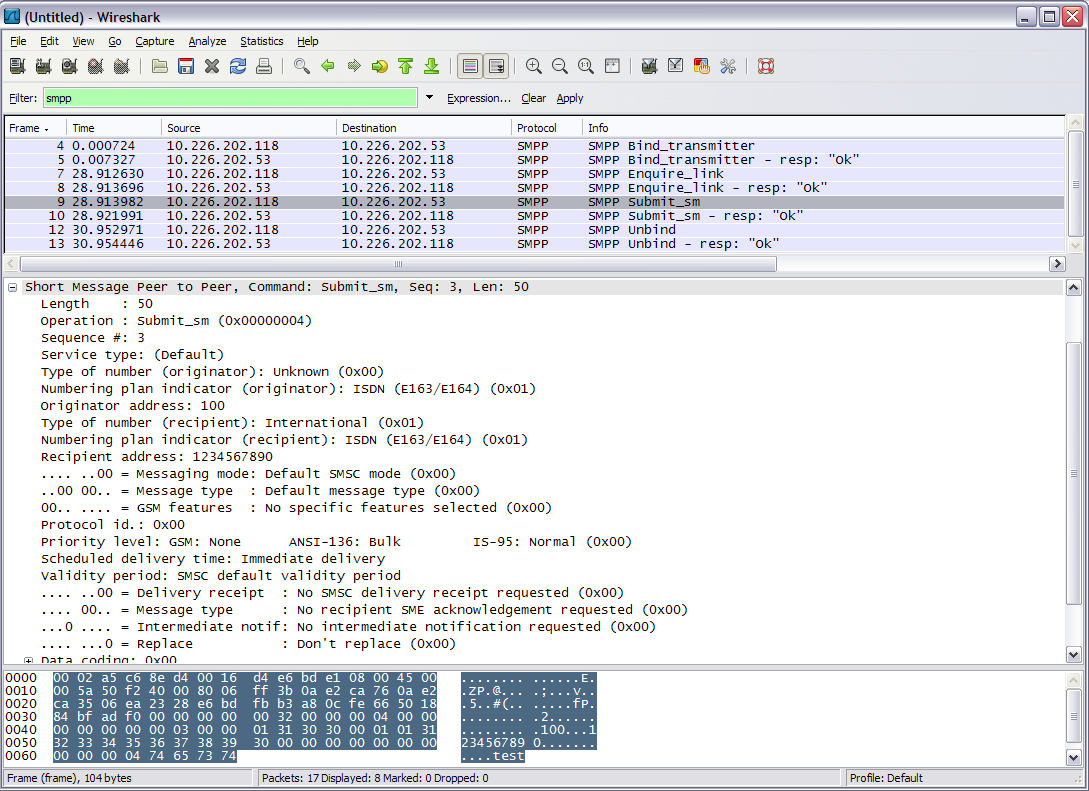 (Untitled) - Wireshark
File Edit View Go Capture Analyze Statistics Help
Filter: smpp Expression... Clear Apply
Frame Time Source Destination Protocol Info
4 0.000724 10.226.202.118 10.226.202.53 SMPP SMPP Bind_transmitter
5 0.007327 10.226.202.53 10.226.202.118 SMPP SMPP Bind_transmitter - resp: "Ok"
7 28.912630 10.226.202.118 10.226.202.53 SMPP SMPP Enquire_link
8 28.913696 10.226.202.53 10.226.202.118 SMPP SMPP Enquire_link - resp: "Ok"
9 28.913982 10.226.202.118 10.226.202.53 SMPP SMPP Submit_sm
10 28.921991 10.226.202.53 10.226.202.118 SMPP SMPP Submit_sm - resp: "Ok"
12 30.952971 10.226.202.118 10.226.202.53 SMPP SMPP Unbind
13 30.954446 10.226.202.53 10.226.202.118 SMPP SMPP Unbind - resp: "Ok"
Short Message Peer to Peer, Command: Submit_sm, Seq: 3, Len: 50
Length : 50
Operation : Submit_sm (0x00000004)
Sequence #: 3
Service type: (Default)
Type of number (originator): Unknown (0x00)
Numbering plan indicator (originator): ISDN (E163/E164) (0x01)
Originator address: 100
Type of number (recipient): International (0x01)
Numbering plan indicator (recipient): ISDN (E163/E164) (0x01)
Recipient address: 1234567890
.... ..00 = Messaging mode: Default SMSC mode (0x00)
..00 00.. = Message type : Default message type (0x00)
00.. .... = GSM features : No specific features selected (0x00)
Protocol id.: 0x00
Priority level: GSM: None ANSI-136: Bulk IS-95: Normal (0x00)
Scheduled delivery time: Immediate delivery
Validity period: SMSC default validity period
.... ..00 = Delivery receipt : No SMSC delivery receipt requested (0x00)
.... 00.. = Message type : No recipient SME acknowledgement requested (0x00)
...0 .... = Intermediate notif: No intermediate notification requested (0x00)
.... ...0 = Replace : Don't replace (0x00)
Data coding: 0x00
0000 00 02 a5 c6 8e d4 00 16 d4 e6 bd e1 08 00 45 00 ........ ......E.
0010 00 5a 50 f2 40 00 80 06 ff 3b 0a e2 ca 76 0a e2 .ZP.@... .;...v..
0020 ca 35 06 ea 23 28 e6 bd fb b3 a8 0c fe 66 50 18 .5..#(.. .....fP.
0030 84 bf ad f0 00 00 00 00 00 32 00 00 00 04 00 00 ........ .2......
0040 00 00 00 00 00 03 00 00 01 31 30 30 00 01 01 31 ........ .100...1
0050 32 33 34 35 36 37 38 39 30 00 00 00 00 00 00 00 23456789 0.......
0060 00 00 00 04 74 65 73 74 ....test
Frame (frame), 104 bytes Packets: 17 Displayed: 8 Marked: 0 Dropped: 0 Profile: Default